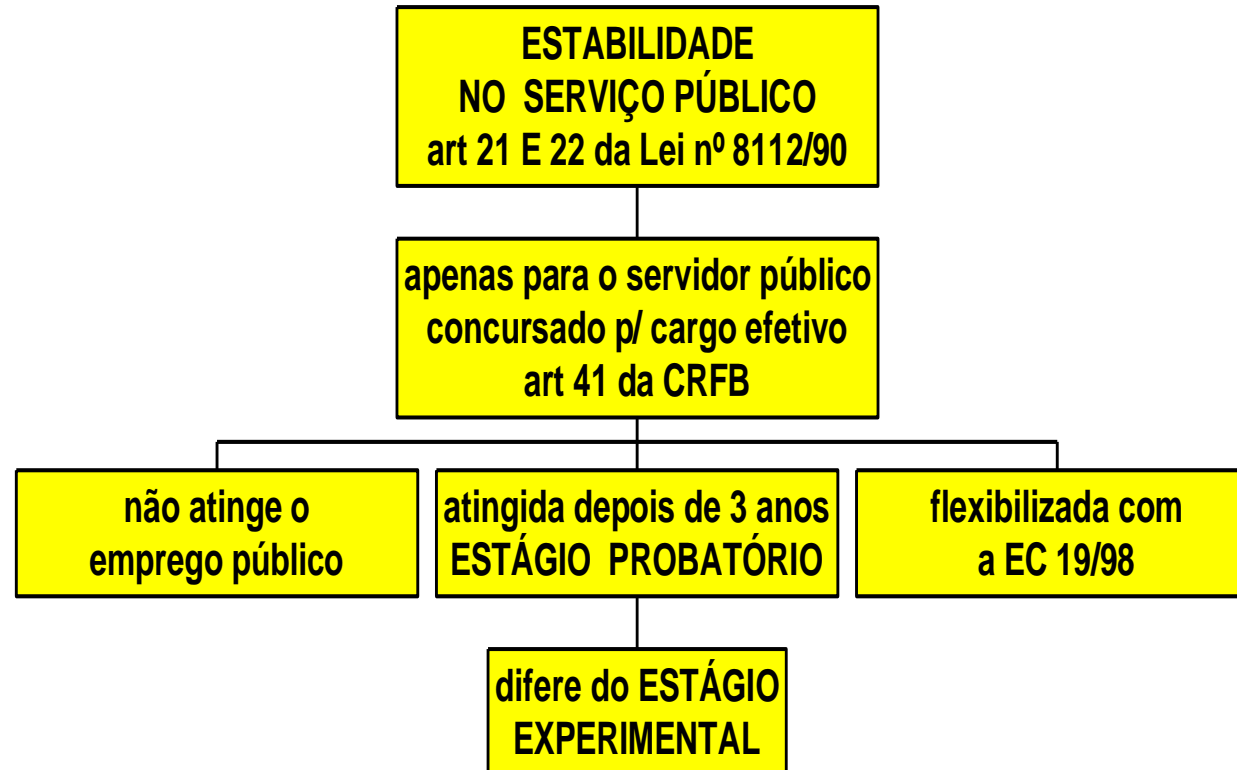 ESTABILIDADE
NO SERVIÇO PÚBLICO
art 21 E 22 da Lei nº 8112/90
apenas para o servidor público
concursado p/ cargo efetivo
art 41 da CRFB
não atinge o
emprego público
atingida depois de 3 anos
ESTÁGIO PROBATÓRIO
flexibilizada com
a EC 19/98
difere do ESTÁGIO
EXPERIMENTAL